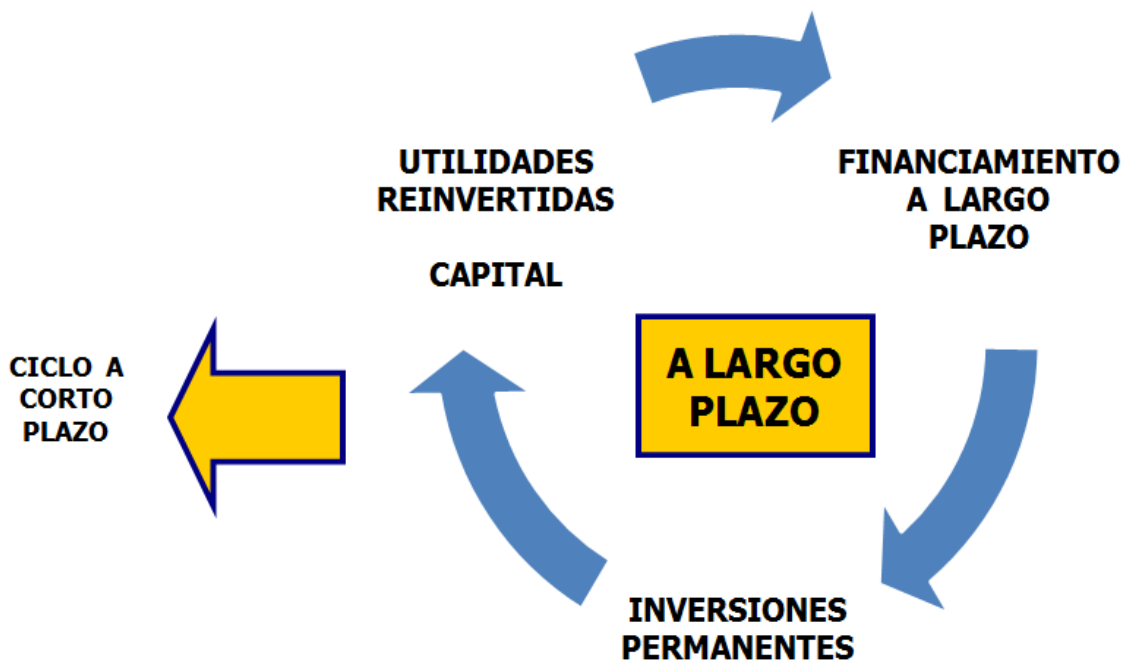 UTILIDADES
REINVERTIDAS
CAPITAL
FINANCIAMIENTO
A LARGO
PLAZO
A LARGO
PLAZO
CICLO A
CORTO
PLAZO
INVERSIONES
PERMANENTES